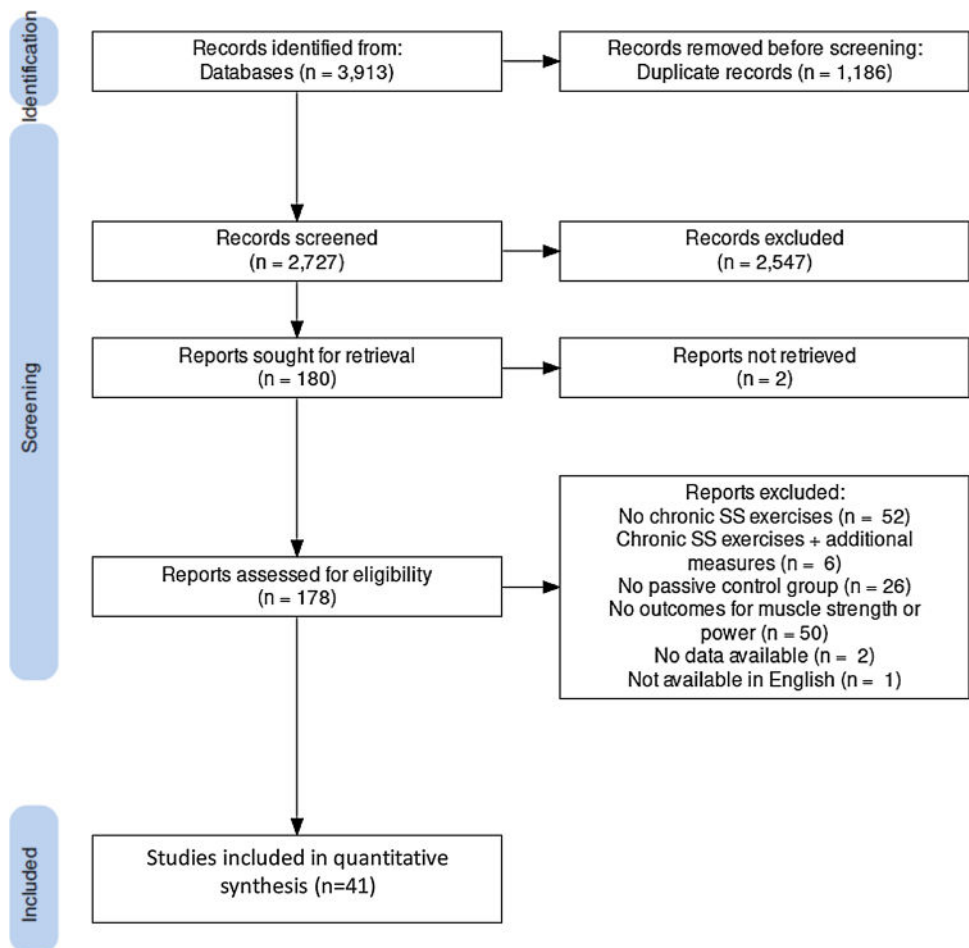 Identification
Records identified from:
Databases (n = 3,913)
Records removed before screening:
Duplicate records (n = 1,186)
Screening
Records screened
(n = 2,727)
Records excluded
(n = 2,547)
Reports sought for retrieval
(n = 180)
Reports not retrieved
(n = 2)
Reports assessed for eligibility
(n = 178)
Reports excluded:
No chronic SS exercises (n = 52)
Chronic SS exercises + additional
measures (n = 6)
No passive control group (n = 26)
No outcomes for muscle strength or
power (n = 50)
No data available (n = 2)
Not available in English (n = 1)
Included
Studies included in quantitative
synthesis (n=41)